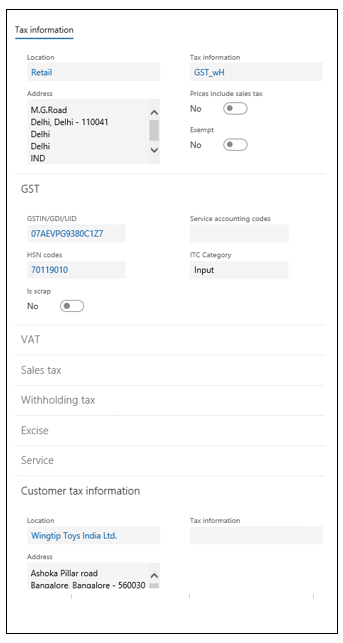 Tax information
Location
Retail
Tax information
GST_wH
Address
M.G.Road
Delhi, Delhi - 110041
Delhi
Delhi
IND
Prices include sales tax
No
Exempt
No
GST
GSTIN/GDI/UID
07AEVPG9380C1Z7
Service accounting codes
HSN codes
70119010
ITC Category
Input
Is scrap
No
VAT
Sales tax
Withholding tax
Excise
Service
Customer tax information
Location
Wingtip Toys India Ltd.
Tax information
Address
Ashoka Pillar road
Bangalore, Bangalore - 560030